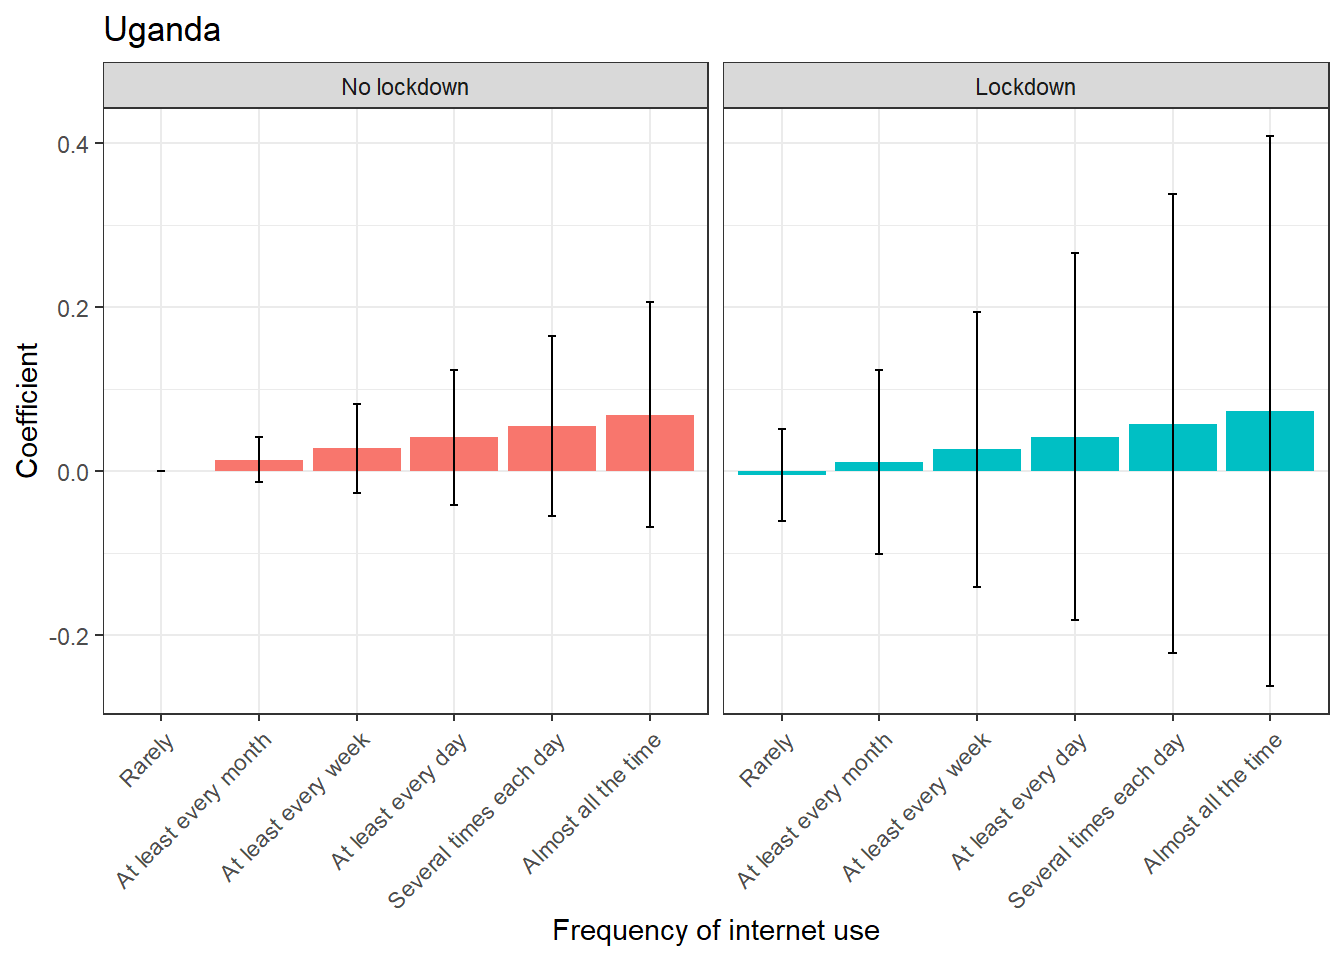 Uganda
No lockdown
Lockdown
Coefficient
0.4
0.2
0.0
-0.2
Rarely
At least every month
At least every week
At least every day
Several times each day
Almost all the time
Rarely
At least every month
At least every week
At least every day
Several times each day
Almost all the time
Frequency of internet use